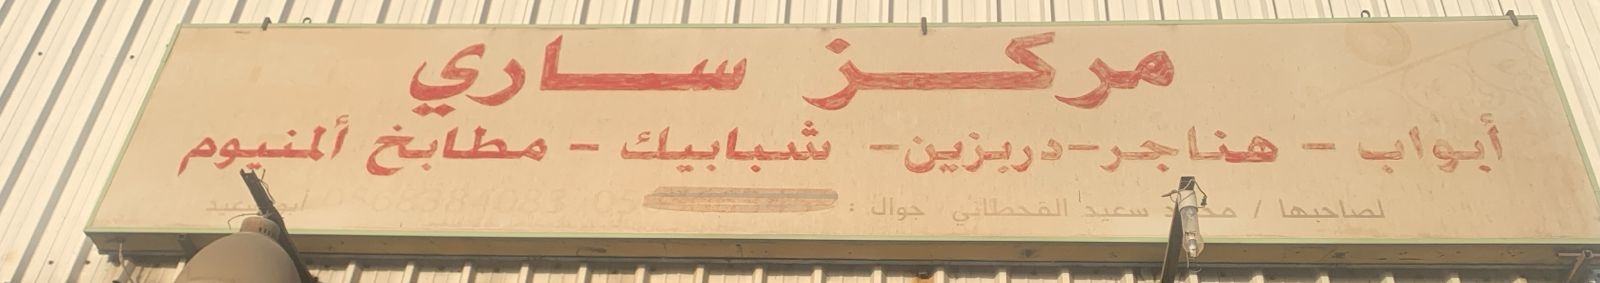 مركز ساري
أبواب - هناجر - دربزين - شبابيك - مطابخ ألمنيوم
لصاحبها / محمد سعيد القحطاني جوال :